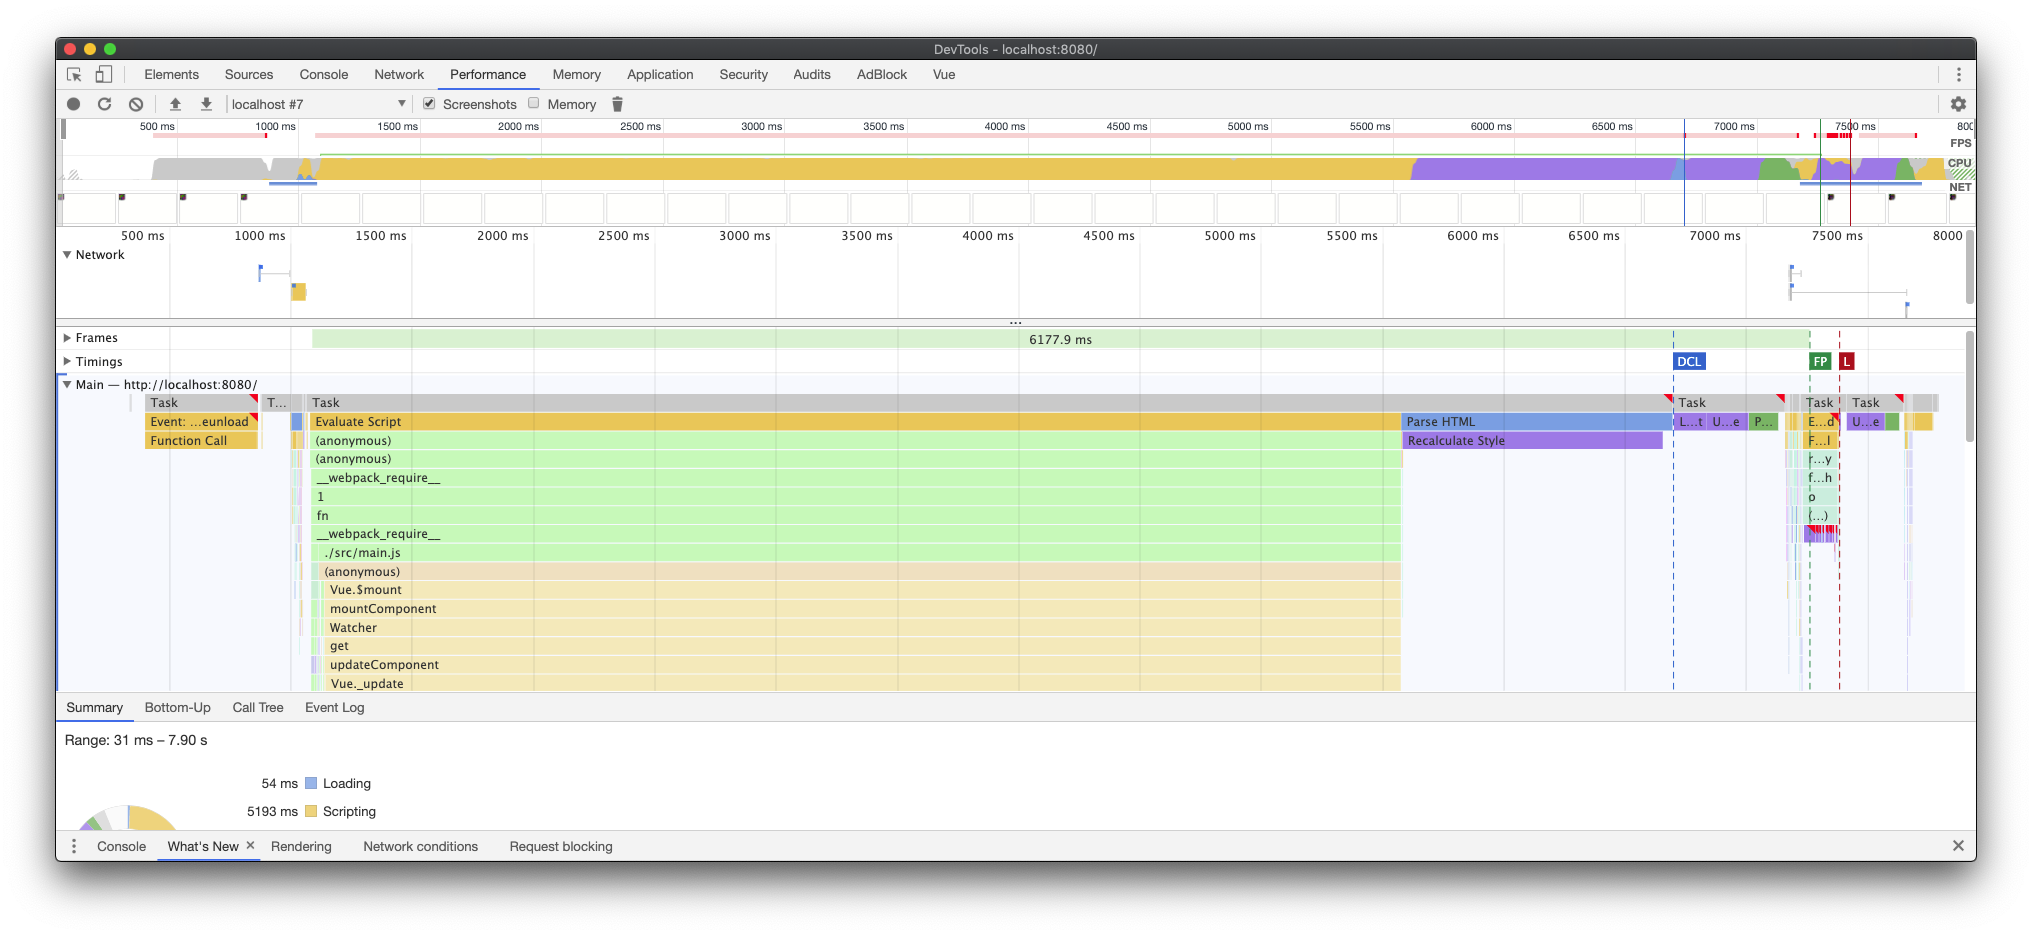 DevTools - localhost:8080/
Elements Sources Console Network Performance Memory Application Security Audits AdBlock Vue
localhost #7 Screenshots Memory
500 ms 1000 ms 1500 ms 2000 ms 2500 ms 3000 ms 3500 ms 4000 ms 4500 ms 5000 ms 5500 ms 6000 ms 6500 ms 7000 ms 7500 ms 800
FPS
CPU
NET
500 ms 1000 ms 1500 ms 2000 ms 2500 ms 3000 ms 3500 ms 4000 ms 4500 ms 5000 ms 5500 ms 6000 ms 6500 ms 7000 ms 7500 ms 8000
Network
...
Frames 6177.9 ms
Timings DCL FP L
Main — http://localhost:8080/
Task T... Task Task Task Task
Event: ...eunload Evaluate Script Parse HTML L...t U...e P... E...d U...e
Function Call (anonymous) Recalculate Style F...l
(anonymous) r...y
__webpack_require__ f...h
1 o
fn (...)
__webpack_require__
./src/main.js
(anonymous)
Vue.$mount
mountComponent
Watcher
get
updateComponent
Vue._update
Summary Bottom-Up Call Tree Event Log
Range: 31 ms – 7.90 s
54 ms Loading
5193 ms Scripting
Console What's New × Rendering Network conditions Request blocking